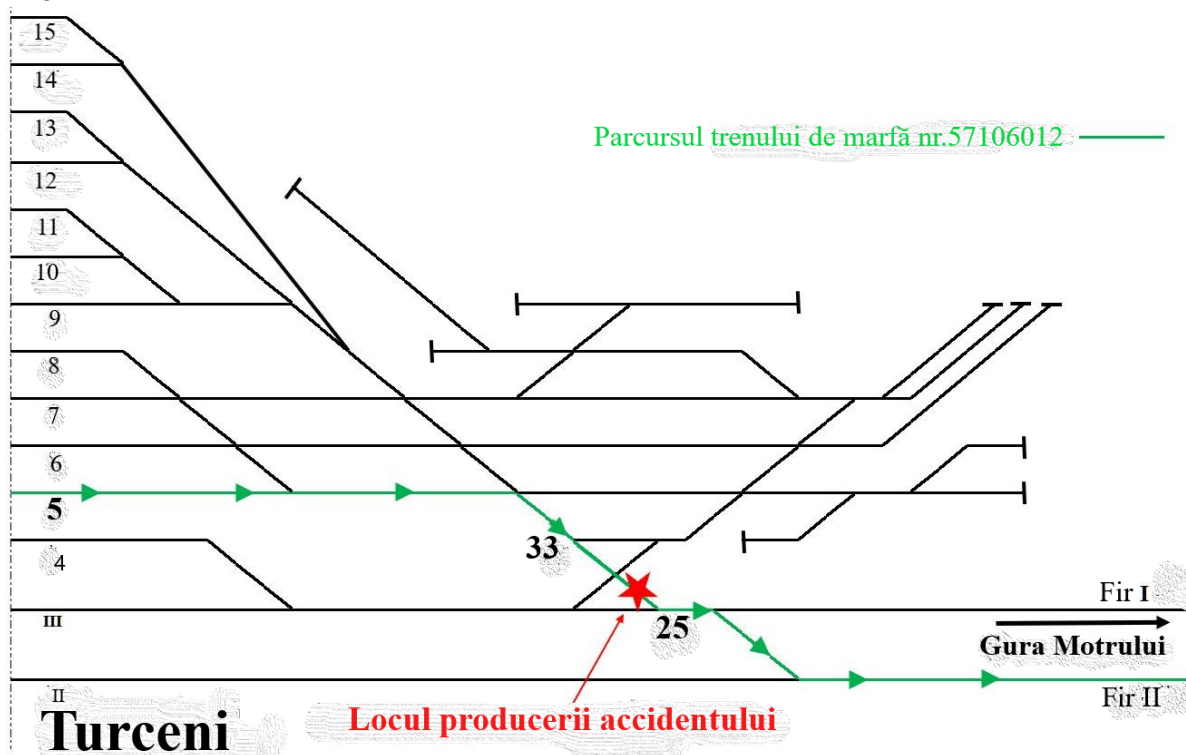 15
14
Parcursul trenului de marfă nr.57106012
13
12
11
10
9
8
7
6
5
33
4
Fir I
III
25
Gura Motrului
II
Fir II
Locul producerii accidentului
Turceni